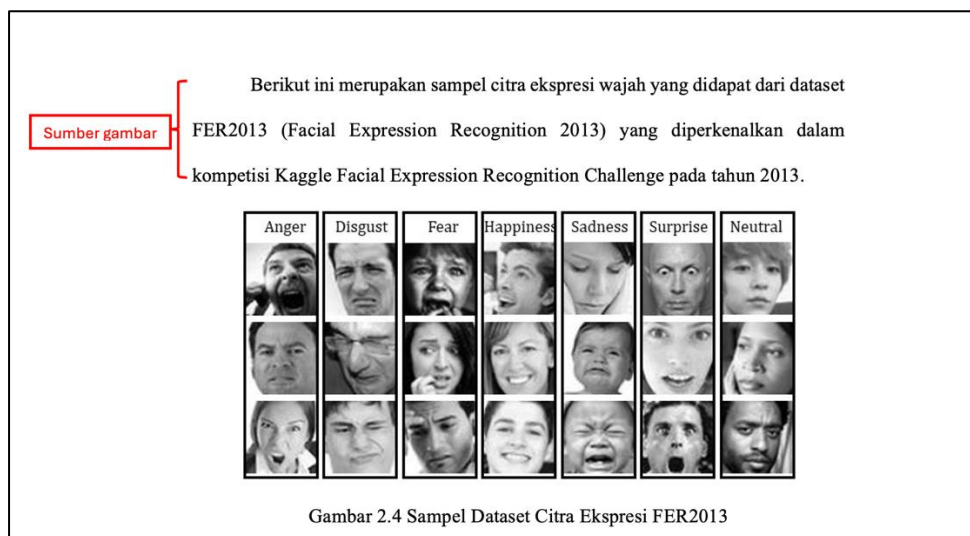 Berikut ini merupakan sampel citra ekspresi wajah yang didapat dari dataset
Sumber gambar
FER2013 (Facial Expression Recognition 2013) yang diperkenalkan dalam
kompetisi Kaggle Facial Expression Recognition Challenge pada tahun 2013.
Anger Disgust Fear Happiness Sadness Surprise Neutral
Gambar 2.4 Sampel Dataset Citra Ekspresi FER2013